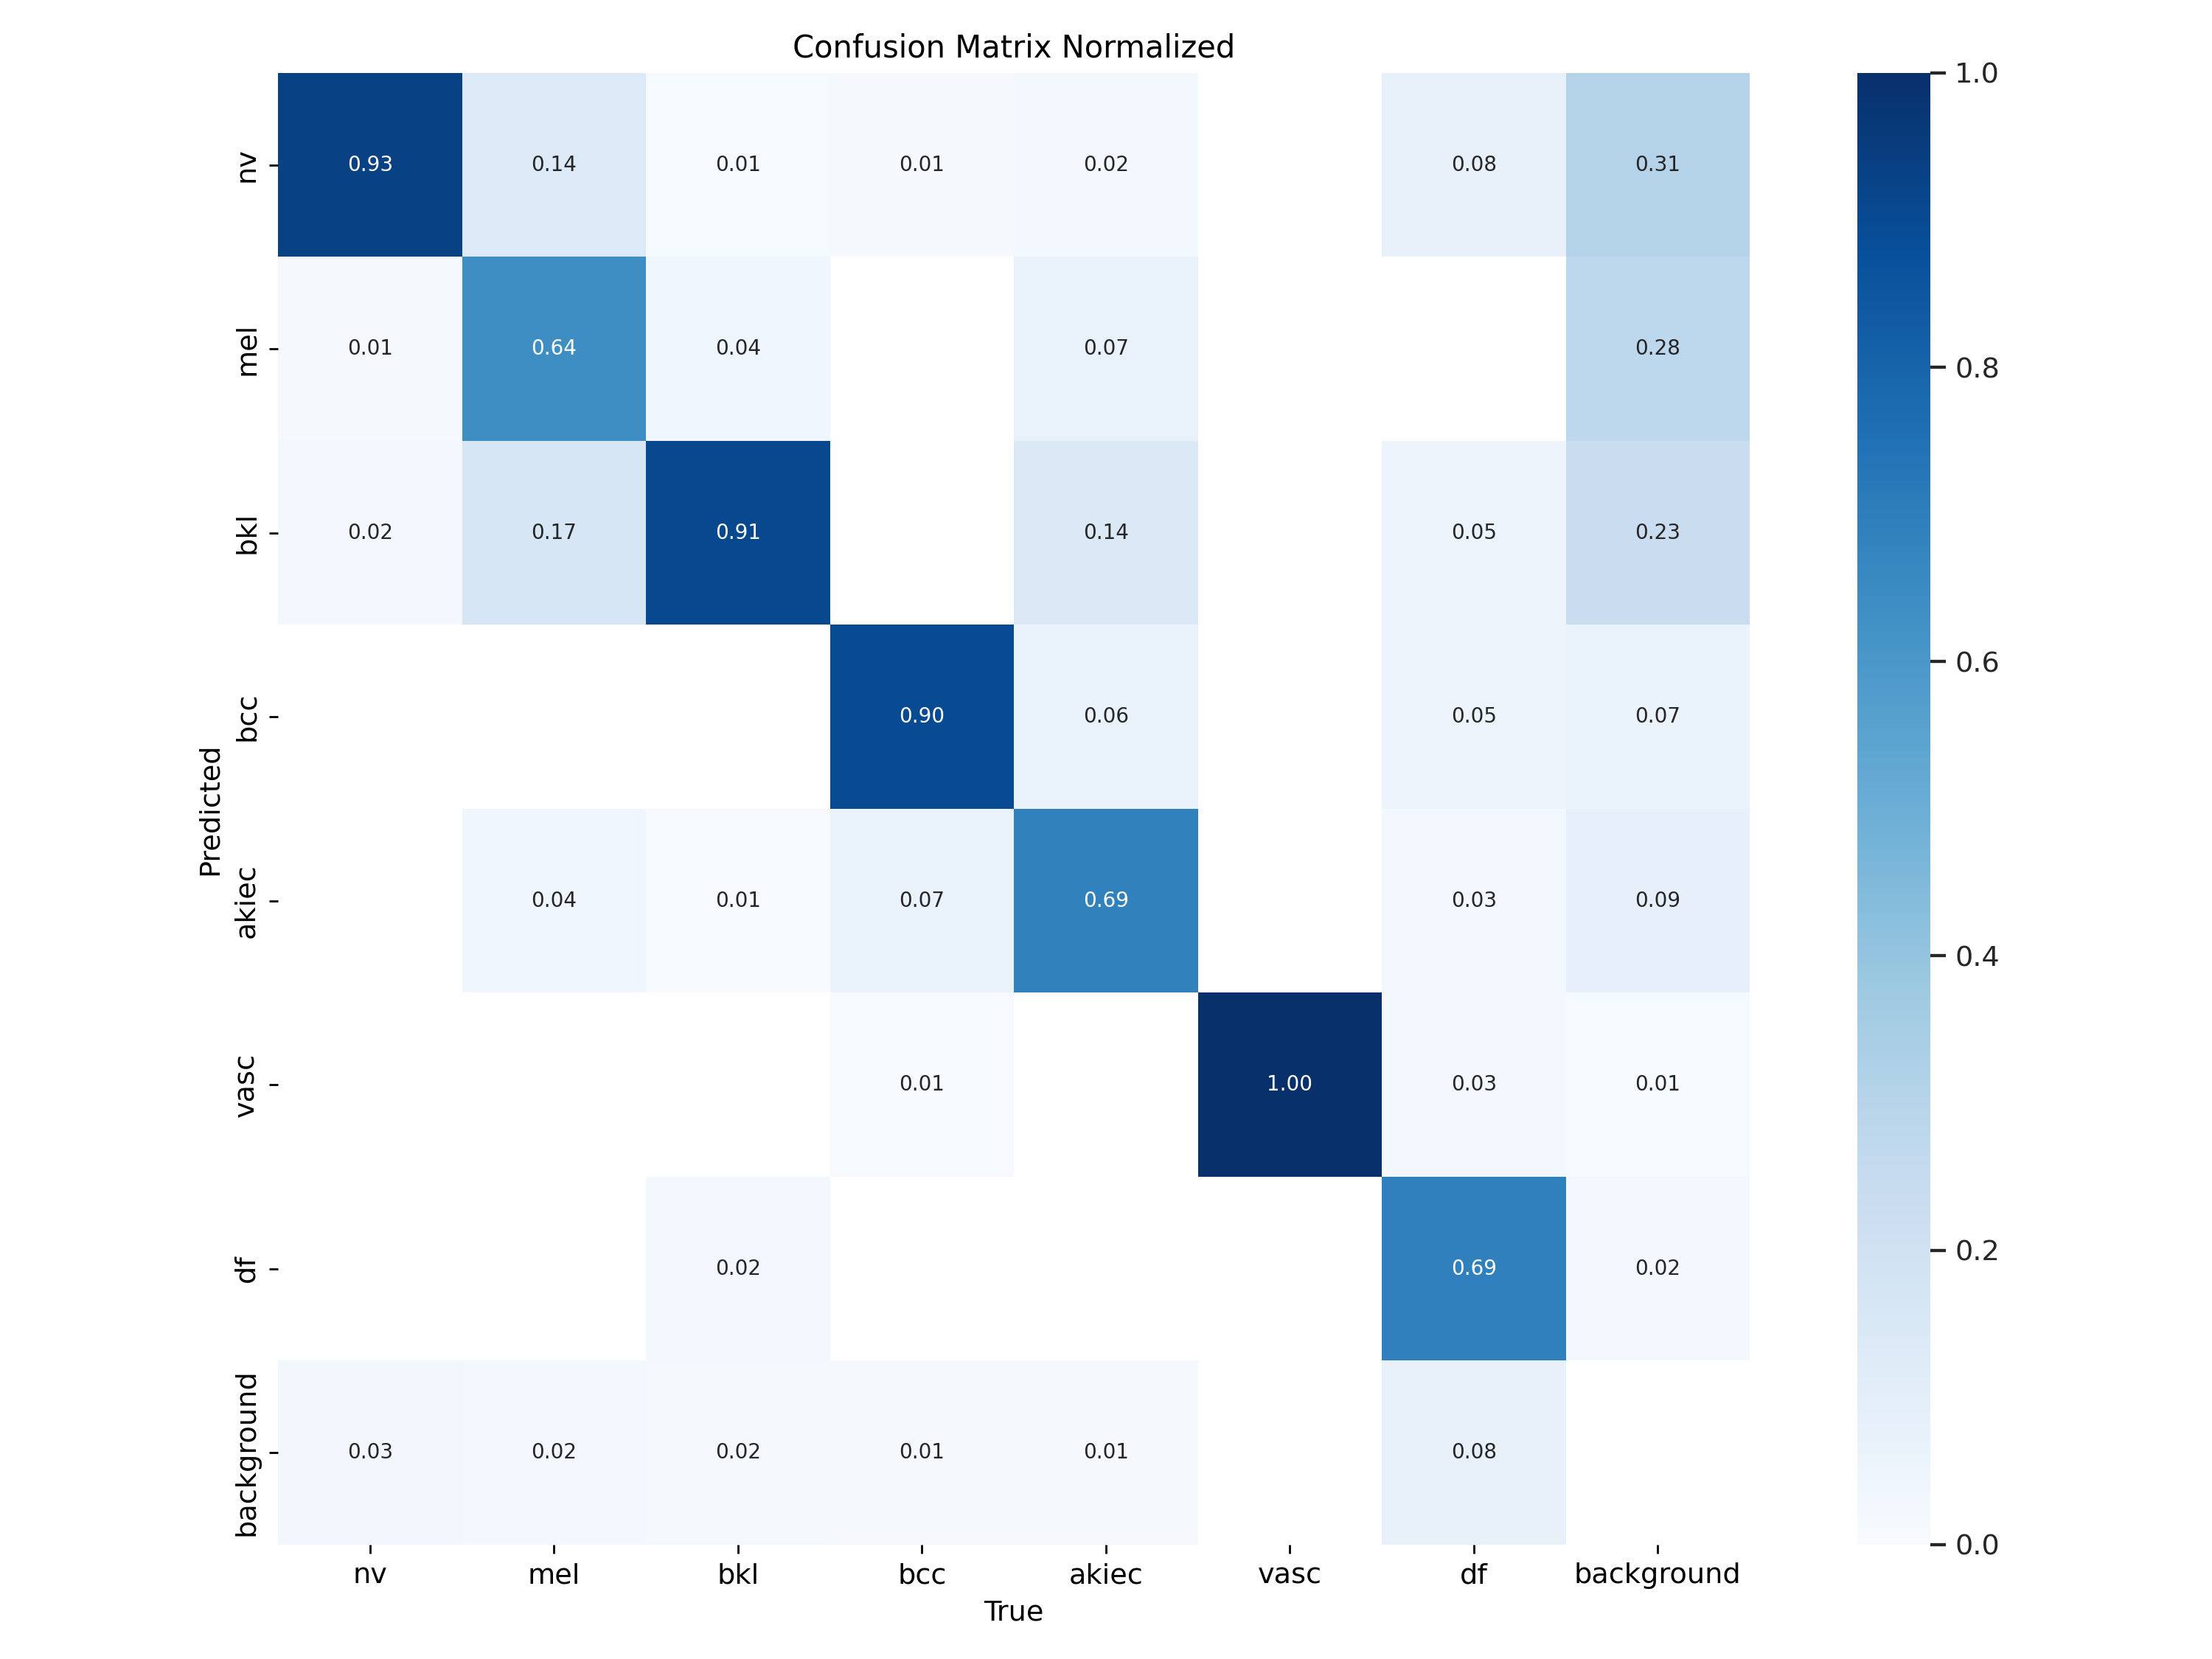 Confusion Matrix Normalized
nv 0.93 0.14 0.01 0.01 0.02 0.08 0.31
mel 0.01 0.64 0.04 0.07 0.28
bkl 0.02 0.17 0.91 0.14 0.05 0.23
bcc 0.90 0.06 0.05 0.07
akiec 0.04 0.01 0.07 0.69 0.03 0.09
vasc 0.01 1.00 0.03 0.01
df 0.02 0.69 0.02
background 0.03 0.02 0.02 0.01 0.01 0.08
nv mel bkl bcc akiec vasc df background
True
Predicted
1.0
0.8
0.6
0.4
0.2
0.0